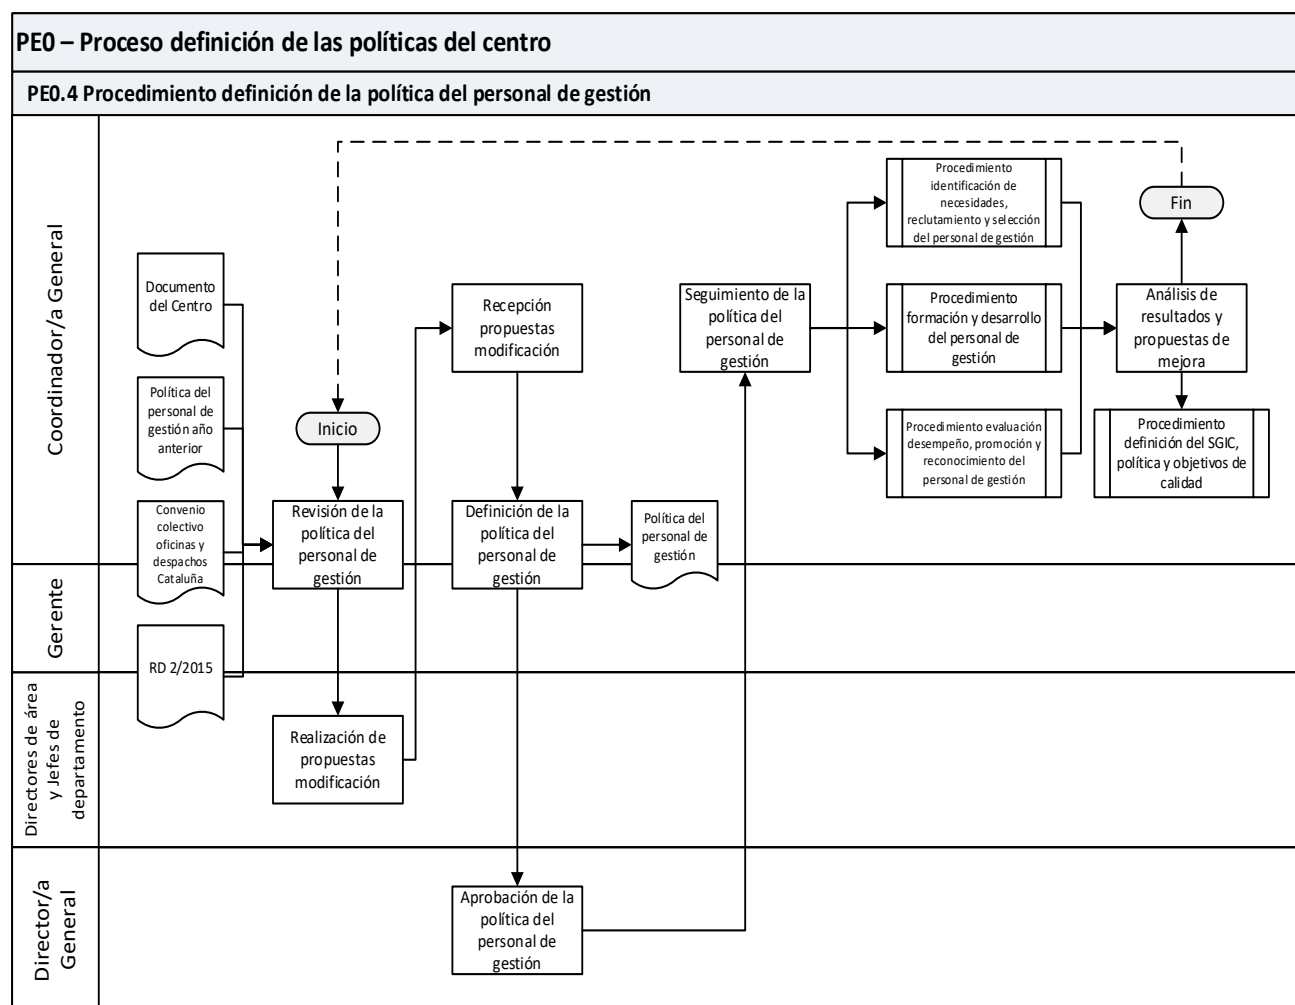 PE0 – Proceso definición de las políticas del centro
PE0.4 Procedimiento definición de la política del personal de gestión
Coordinador/a General
Documento
del Centro
Política del
personal de
gestión año
anterior
Convenio
colectivo
oficinas y
despachos
Cataluña
RD 2/2015
Inicio
Revisión de la
política del
personal de
gestión
Realización de
propuestas
modificación
Recepción
propuestas
modificación
Definición de la
política del
personal de
gestión
Política del
personal de
gestión
Aprobación de la
política del
personal de
gestión
Seguimiento de la
política del
personal de
gestión
Procedimiento
identificación de
necesidades,
reclutamiento y selección
del personal de gestión
Procedimiento
formación y desarrollo
del personal de
gestión
Procedimiento evaluación
desempeño, promoción y
reconocimiento del
personal de gestión
Fin
Análisis de
resultados y
propuestas de
mejora
Procedimiento
definición del SGIC,
política y objetivos de
calidad
Gerente
Directores de área
y Jefes de
departamento
Director/a
General